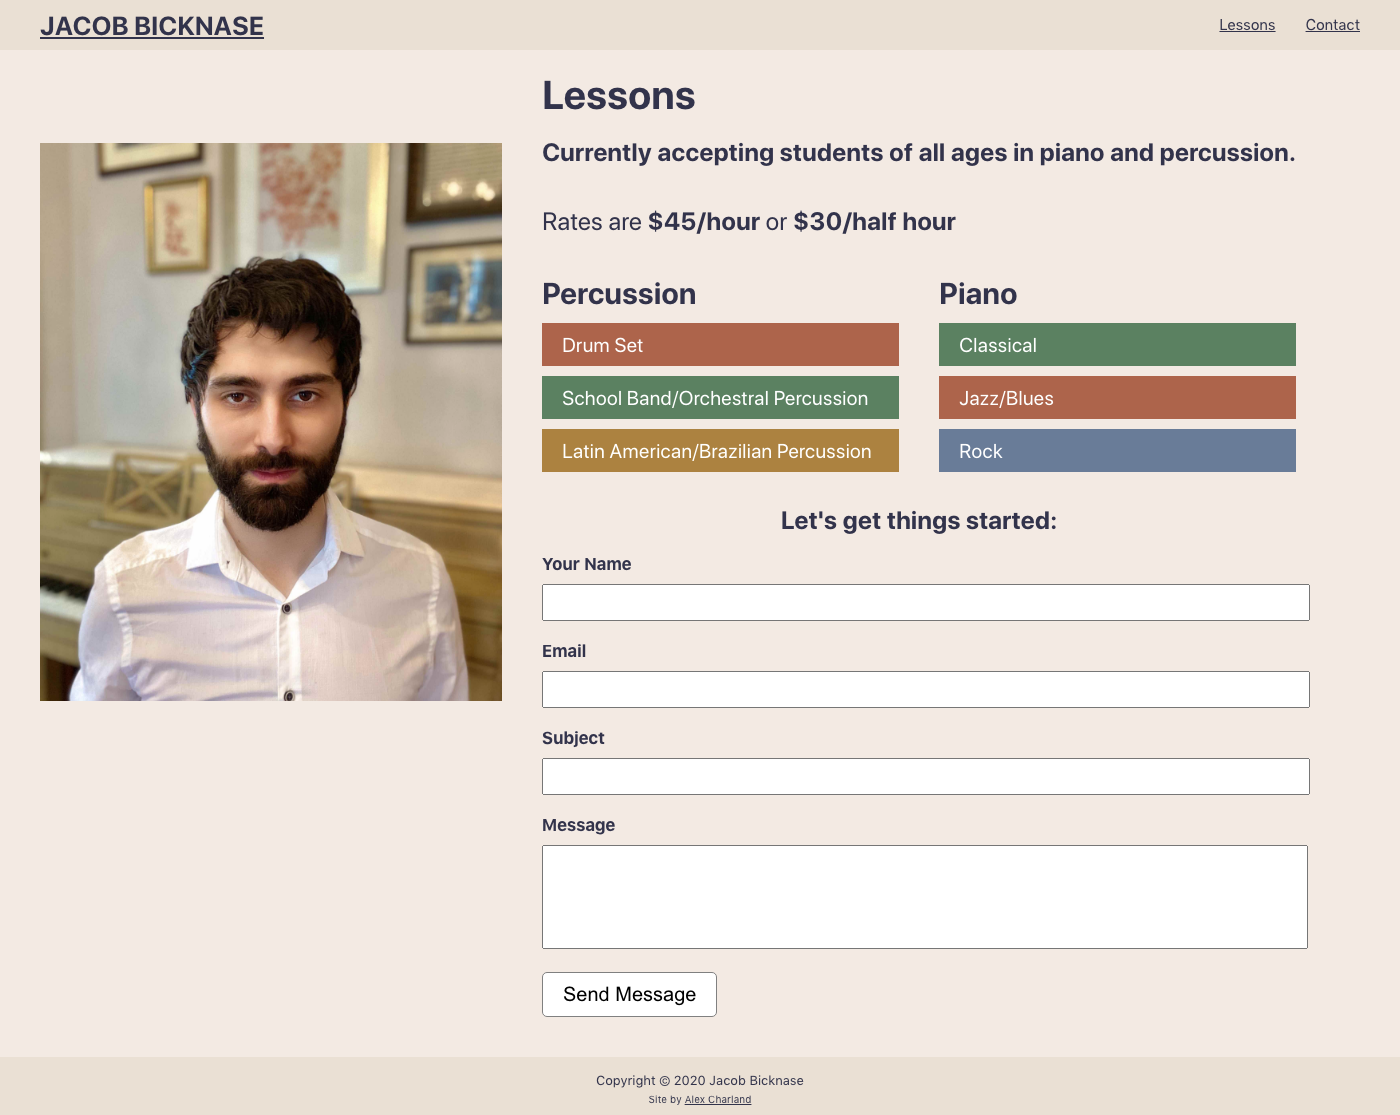 JACOB BICKNASE
Lessons
Contact
Lessons
Currently accepting students of all ages in piano and percussion.
Rates are $45/hour or $30/half hour
Percussion
Drum Set
School Band/Orchestral Percussion
Latin American/Brazilian Percussion
Piano
Classical
Jazz/Blues
Rock
Let's get things started:
Your Name
Email
Subject
Message
Send Message
Copyright © 2020 Jacob Bicknase
Site by Alex Charland